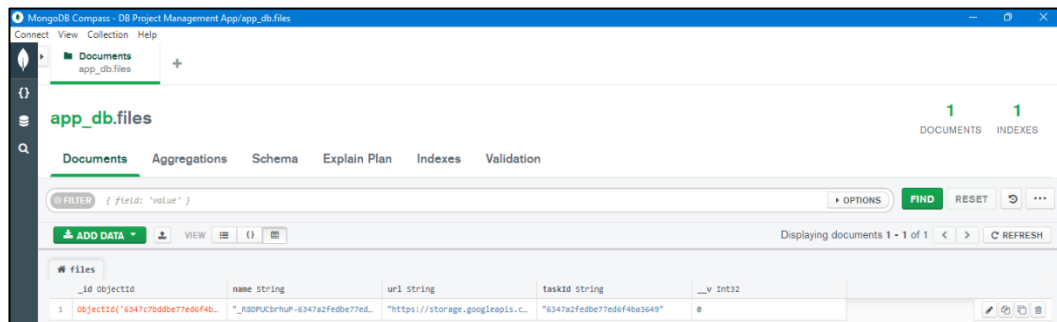 MongoDB Compass - DB Project Management App/app_db.files
Connect View Collection Help
Documents
app_db.files
app_db.files
1 DOCUMENTS
1 INDEXES
Documents Aggregations Schema Explain Plan Indexes Validation
FILTER { field: 'value' } OPTIONS FIND RESET
ADD DATA VIEW Displaying documents 1 - 1 of 1 REFRESH
files
_id ObjectId name String url String taskId String __v Int32
1 ObjectId('6347c7bddbe77ed6f4b… "_R8DPUCbrhuP-6347a2fedbe77ed… "https://storage.googleapis.c… "6347a2fedbe77ed6f4ba3649" 0